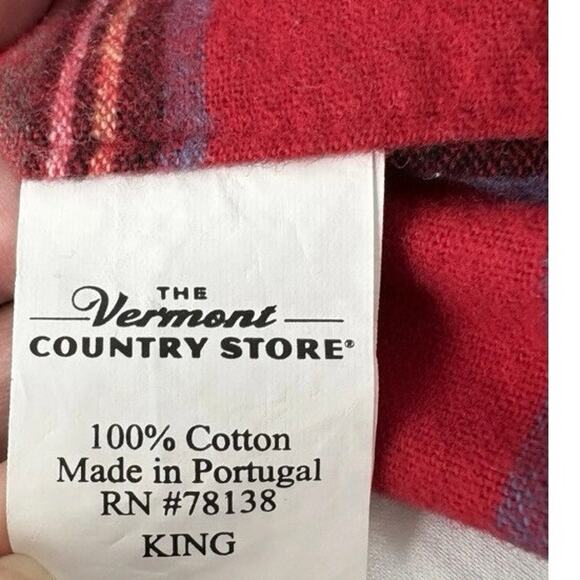 THE
Vermont
COUNTRY STORE®
100% Cotton
Made in Portugal
RN #78138
KING